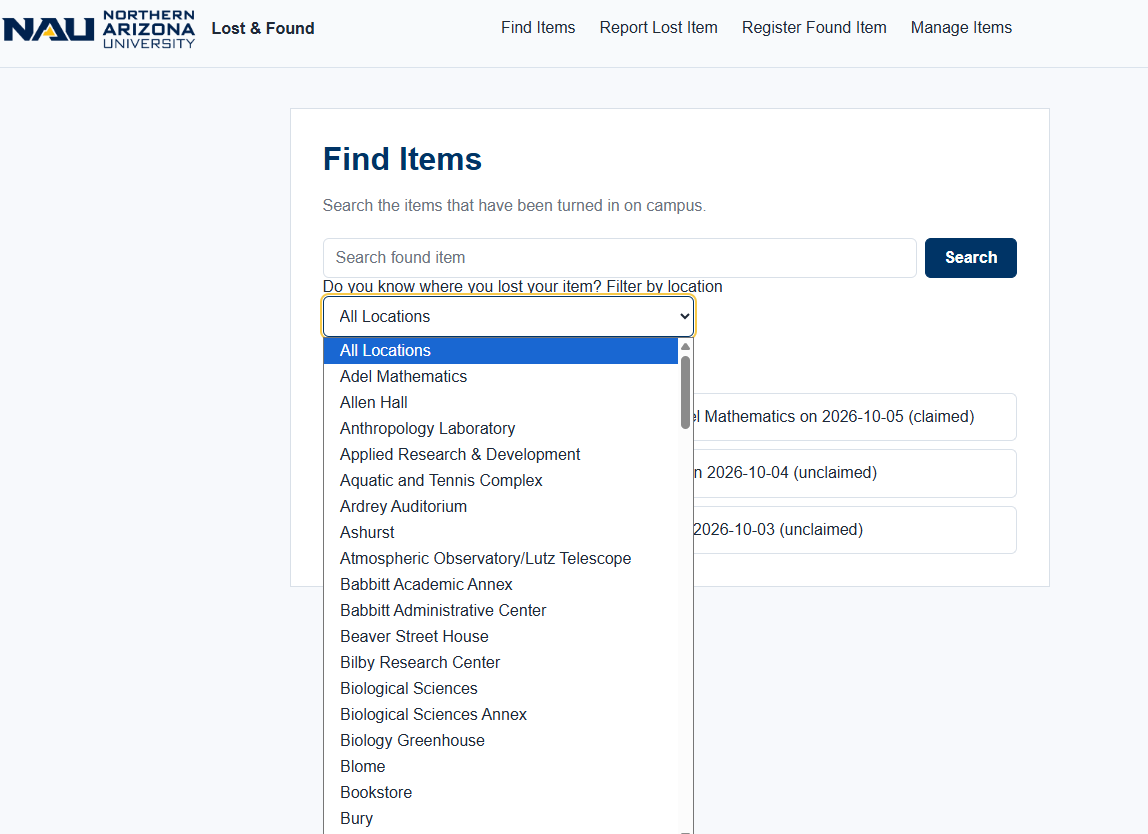 NAU NORTHERN ARIZONA UNIVERSITY
Lost & Found
Find Items
Report Lost Item
Register Found Item
Manage Items
Find Items
Search the items that have been turned in on campus.
Search found item
Search
Do you know where you lost your item? Filter by location
All Locations
All Locations
Adel Mathematics
Allen Hall
Anthropology Laboratory
Applied Research & Development
Aquatic and Tennis Complex
Ardrey Auditorium
Ashurst
Atmospheric Observatory/Lutz Telescope
Babbitt Academic Annex
Babbitt Administrative Center
Beaver Street House
Bilby Research Center
Biological Sciences
Biological Sciences Annex
Biology Greenhouse
Blome
Bookstore
Bury
Mathematics on 2026-10-05 (claimed)
2026-10-04 (unclaimed)
2026-10-03 (unclaimed)